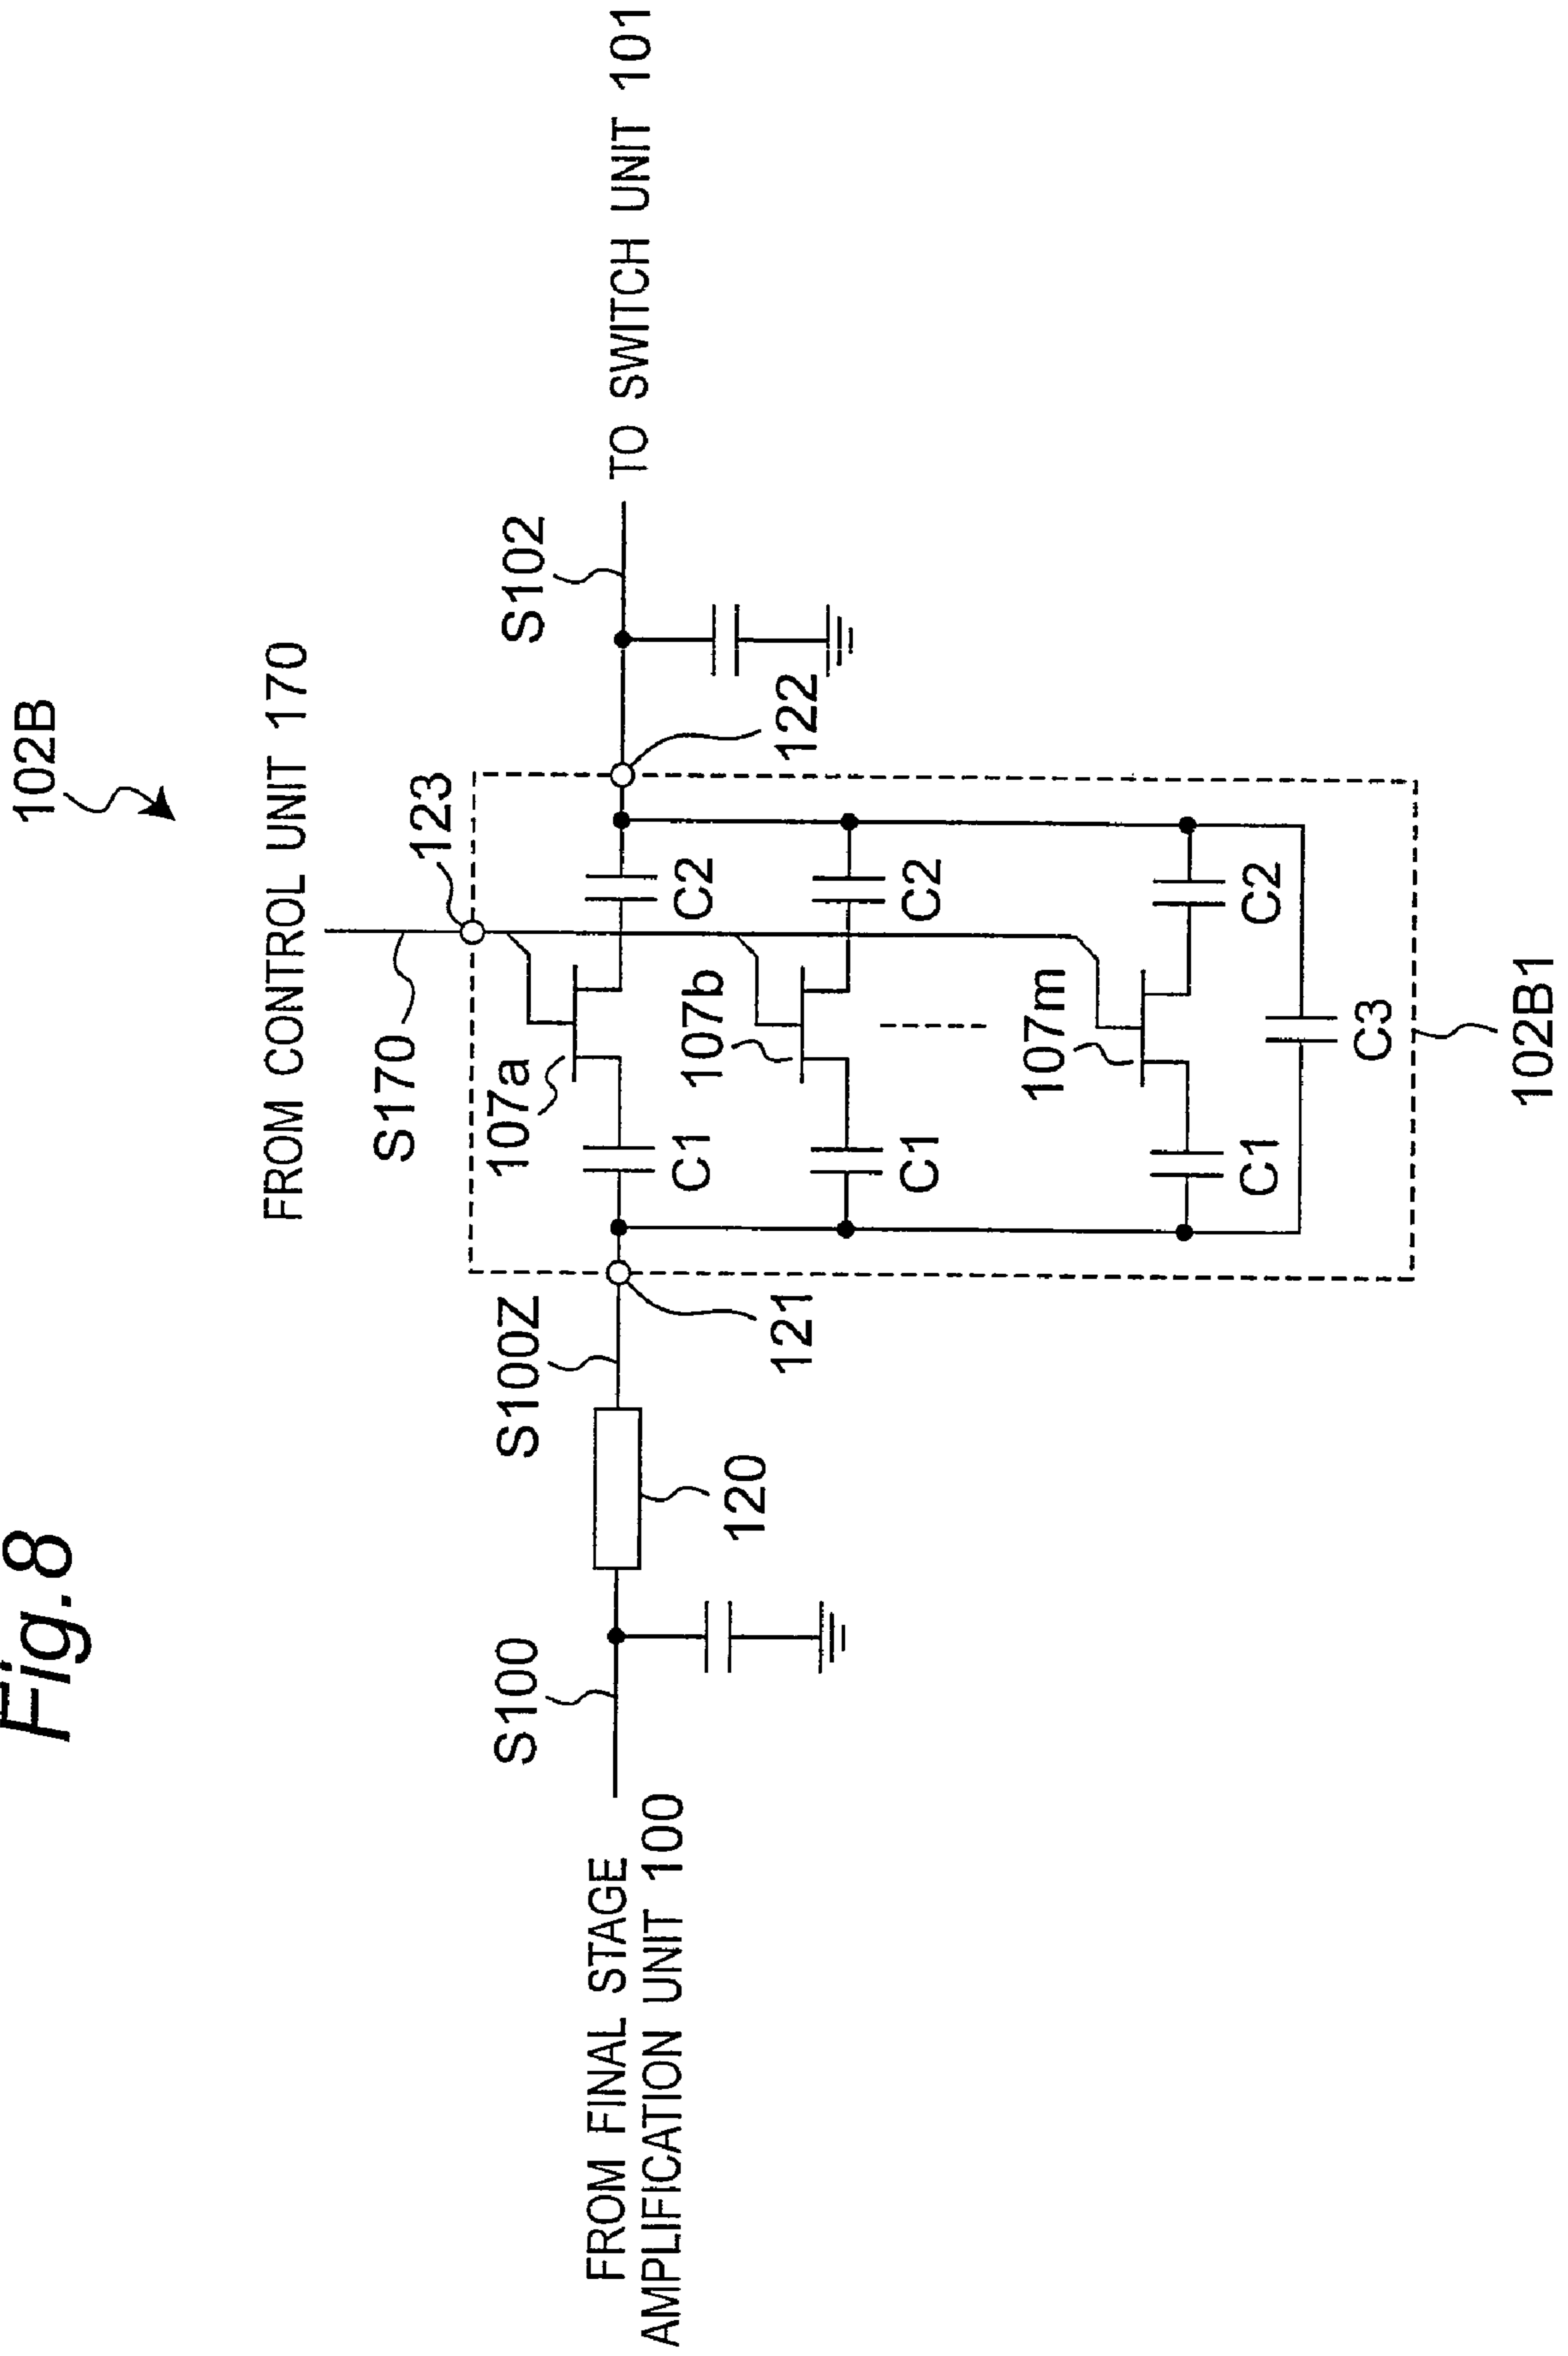 Fig.8
102B
FROM CONTROL UNIT 170
S170
123
S100
S100Z
S102
107a
107b
107m
FROM FINAL STAGE
AMPLIFICATION UNIT 100
TO SWITCH UNIT 101
C1
C2
120
121
122
C1
C2
C1
C2
C3
102B1